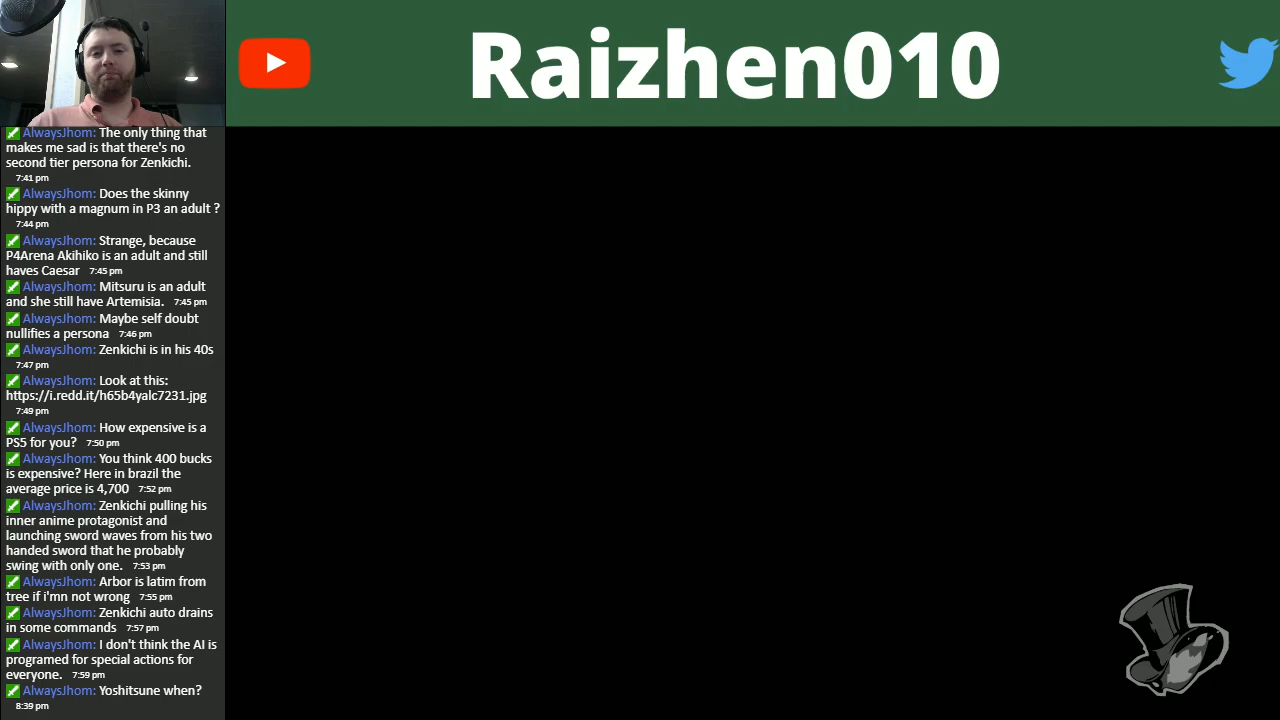 Raizhen010
AlwaysJhom: The only thing that
makes me sad is that there's no
second tier persona for Zenkichi.
7:41 pm
AlwaysJhom: Does the skinny
hippy with a magnum in P3 an adult ?
7:44 pm
AlwaysJhom: Strange, because
P4Arena Akihiko is an adult and still
haves Caesar 7:45 pm
AlwaysJhom: Mitsuru is an adult
and she still have Artemisia. 7:45 pm
AlwaysJhom: Maybe self doubt
nullifies a persona 7:46 pm
AlwaysJhom: Zenkichi is in his 40s
7:47 pm
AlwaysJhom: Look at this:
https://i.redd.it/h65b4yalc7231.jpg
7:49 pm
AlwaysJhom: How expensive is a
PS5 for you? 7:50 pm
AlwaysJhom: You think 400 bucks
is expensive? Here in brazil the
average price is 4,700 7:52 pm
AlwaysJhom: Zenkichi pulling his
inner anime protagonist and
launching sword waves from his two
handed sword that he probably
swing with only one. 7:53 pm
AlwaysJhom: Arbor is latim from
tree if i'mn not wrong 7:55 pm
AlwaysJhom: Zenkichi auto drains
in some commands 7:57 pm
AlwaysJhom: I don't think the AI is
programed for special actions for
everyone. 7:59 pm
AlwaysJhom: Yoshitsune when?
8:39 pm